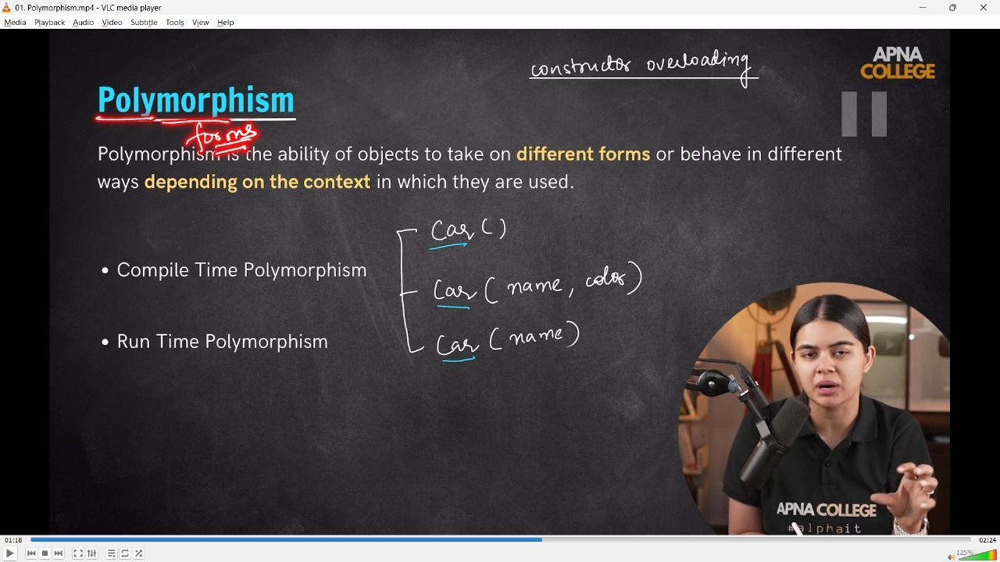 01. Polymorphism.mp4 - VLC media player
Media Playback Audio Video Subtitle Tools View Help
constructor overloading
APNA
COLLEGE
Polymorphism
forms
Polymorphism is the ability of objects to take on different forms or behave in different
ways depending on the context in which they are used.
Car ()
• Compile Time Polymorphism
Car ( name, color )
• Run Time Polymorphism
Car ( name )
APNA COLLEGE
#alphait
01:18
02:24
125%